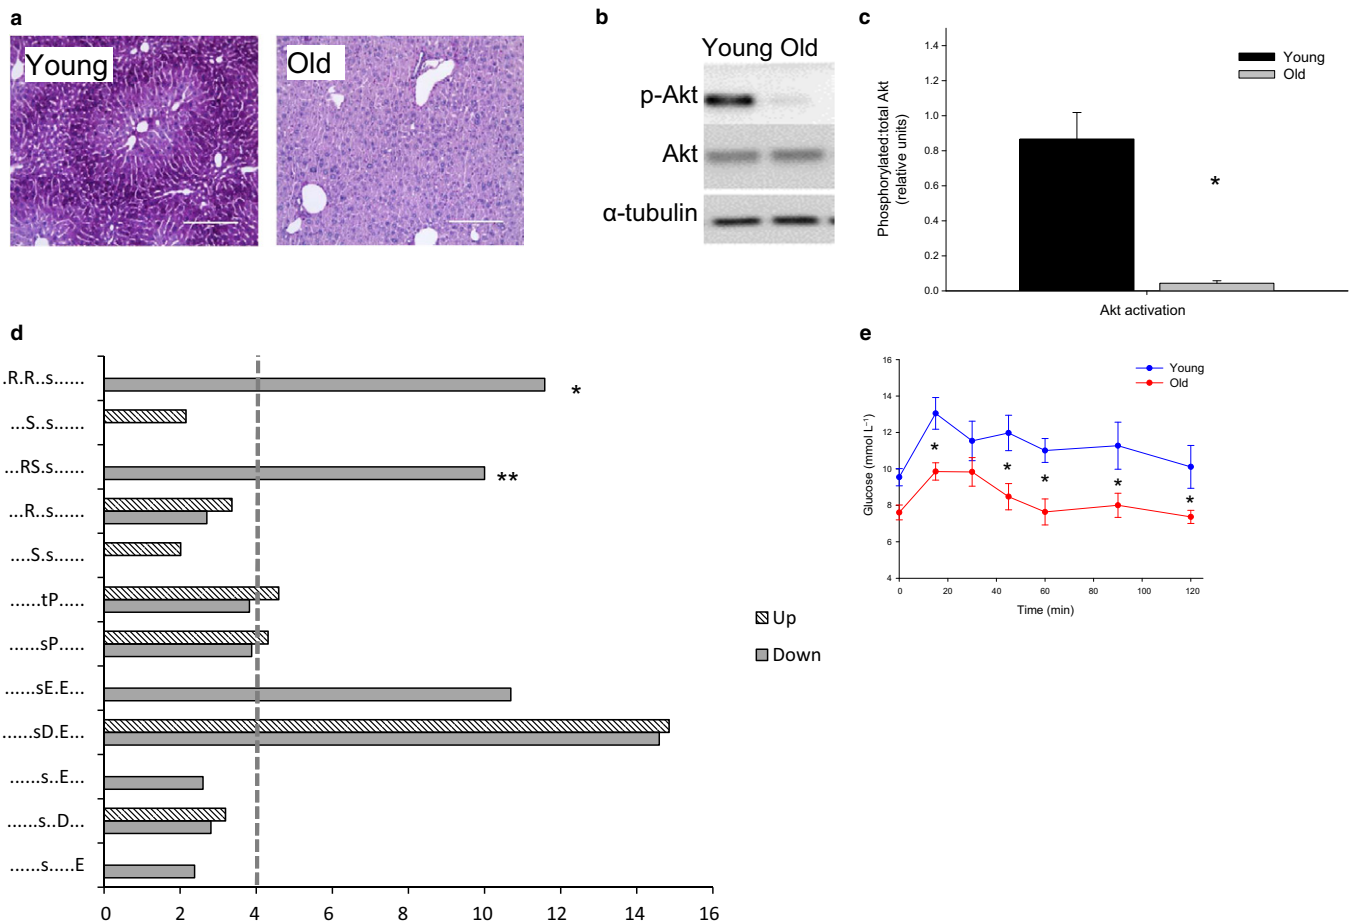 a
Young
Old
b
Young Old
p-Akt
Akt
α-tubulin
c
1.4
1.2
1.0
0.8
0.6
0.4
0.2
0.0
Phosphorylated:total Akt
(relative units)
Young
Old
*
Akt activation
d
.R.R..s......
...S..s......
...RS.s......
...R..s......
....S.s......
......tP.....
......sP.....
......sE.E...
......sD.E...
......s..E...
......s..D...
......s.....E
*
**
Up
Down
0 2 4 6 8 10 12 14 16
e
16
14
12
10
8
6
4
Glucose (mmol L⁻¹)
Young
Old
* * * * *
0 20 40 60 80 100 120
Time (min)